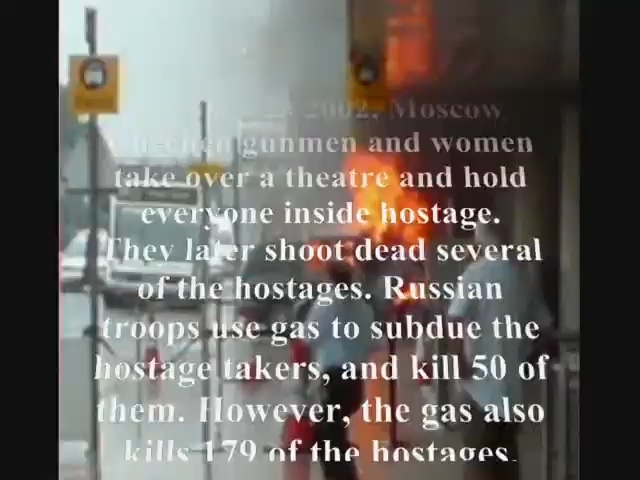 2002, Moscow
Chechen gunmen and women
take over a theatre and hold
everyone inside hostage.
They later shoot dead several
of the hostages. Russian
troops use gas to subdue the
hostage takers, and kill 50 of
them. However, the gas also
kills 179 of the hostages.